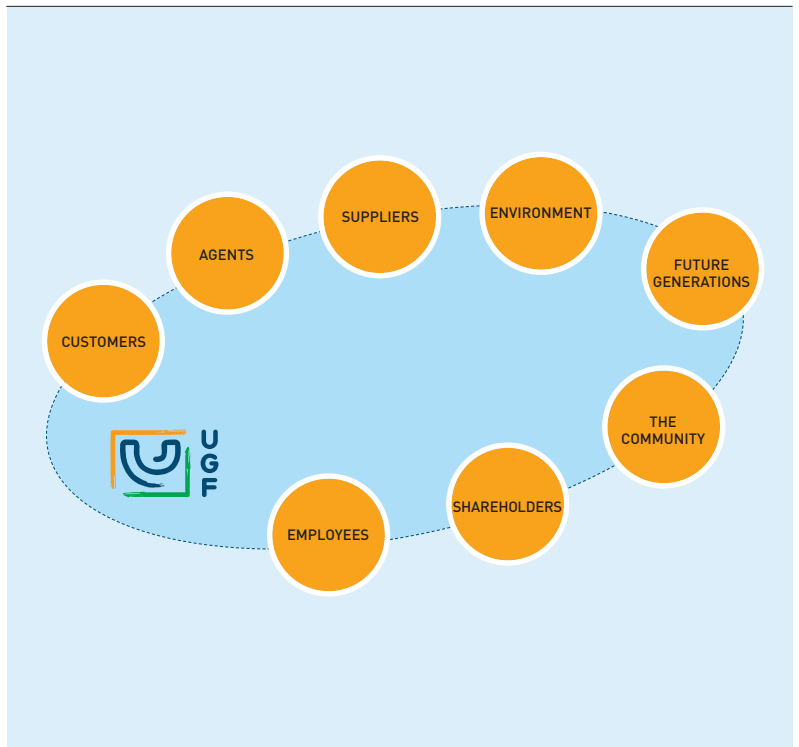 ENVIRONMENT
SUPPLIERS
AGENTS
FUTURE
GENERATIONS
CUSTOMERS
THE
COMMUNITY
U
G
F
SHAREHOLDERS
EMPLOYEES